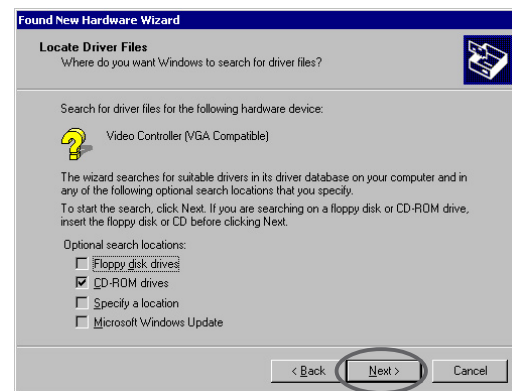 Found New Hardware Wizard
Locate Driver Files
Where do you want Windows to search for driver files?
Search for driver files for the following hardware device:
Video Controller (VGA Compatible)
The wizard searches for suitable drivers in its driver database on your computer and in
any of the following optional search locations that you specify.
To start the search, click Next. If you are searching on a floppy disk or CD-ROM drive,
insert the floppy disk or CD before clicking Next.
Optional search locations:
Floppy disk drives
CD-ROM drives
Specify a location
Microsoft Windows Update
< Back Next > Cancel